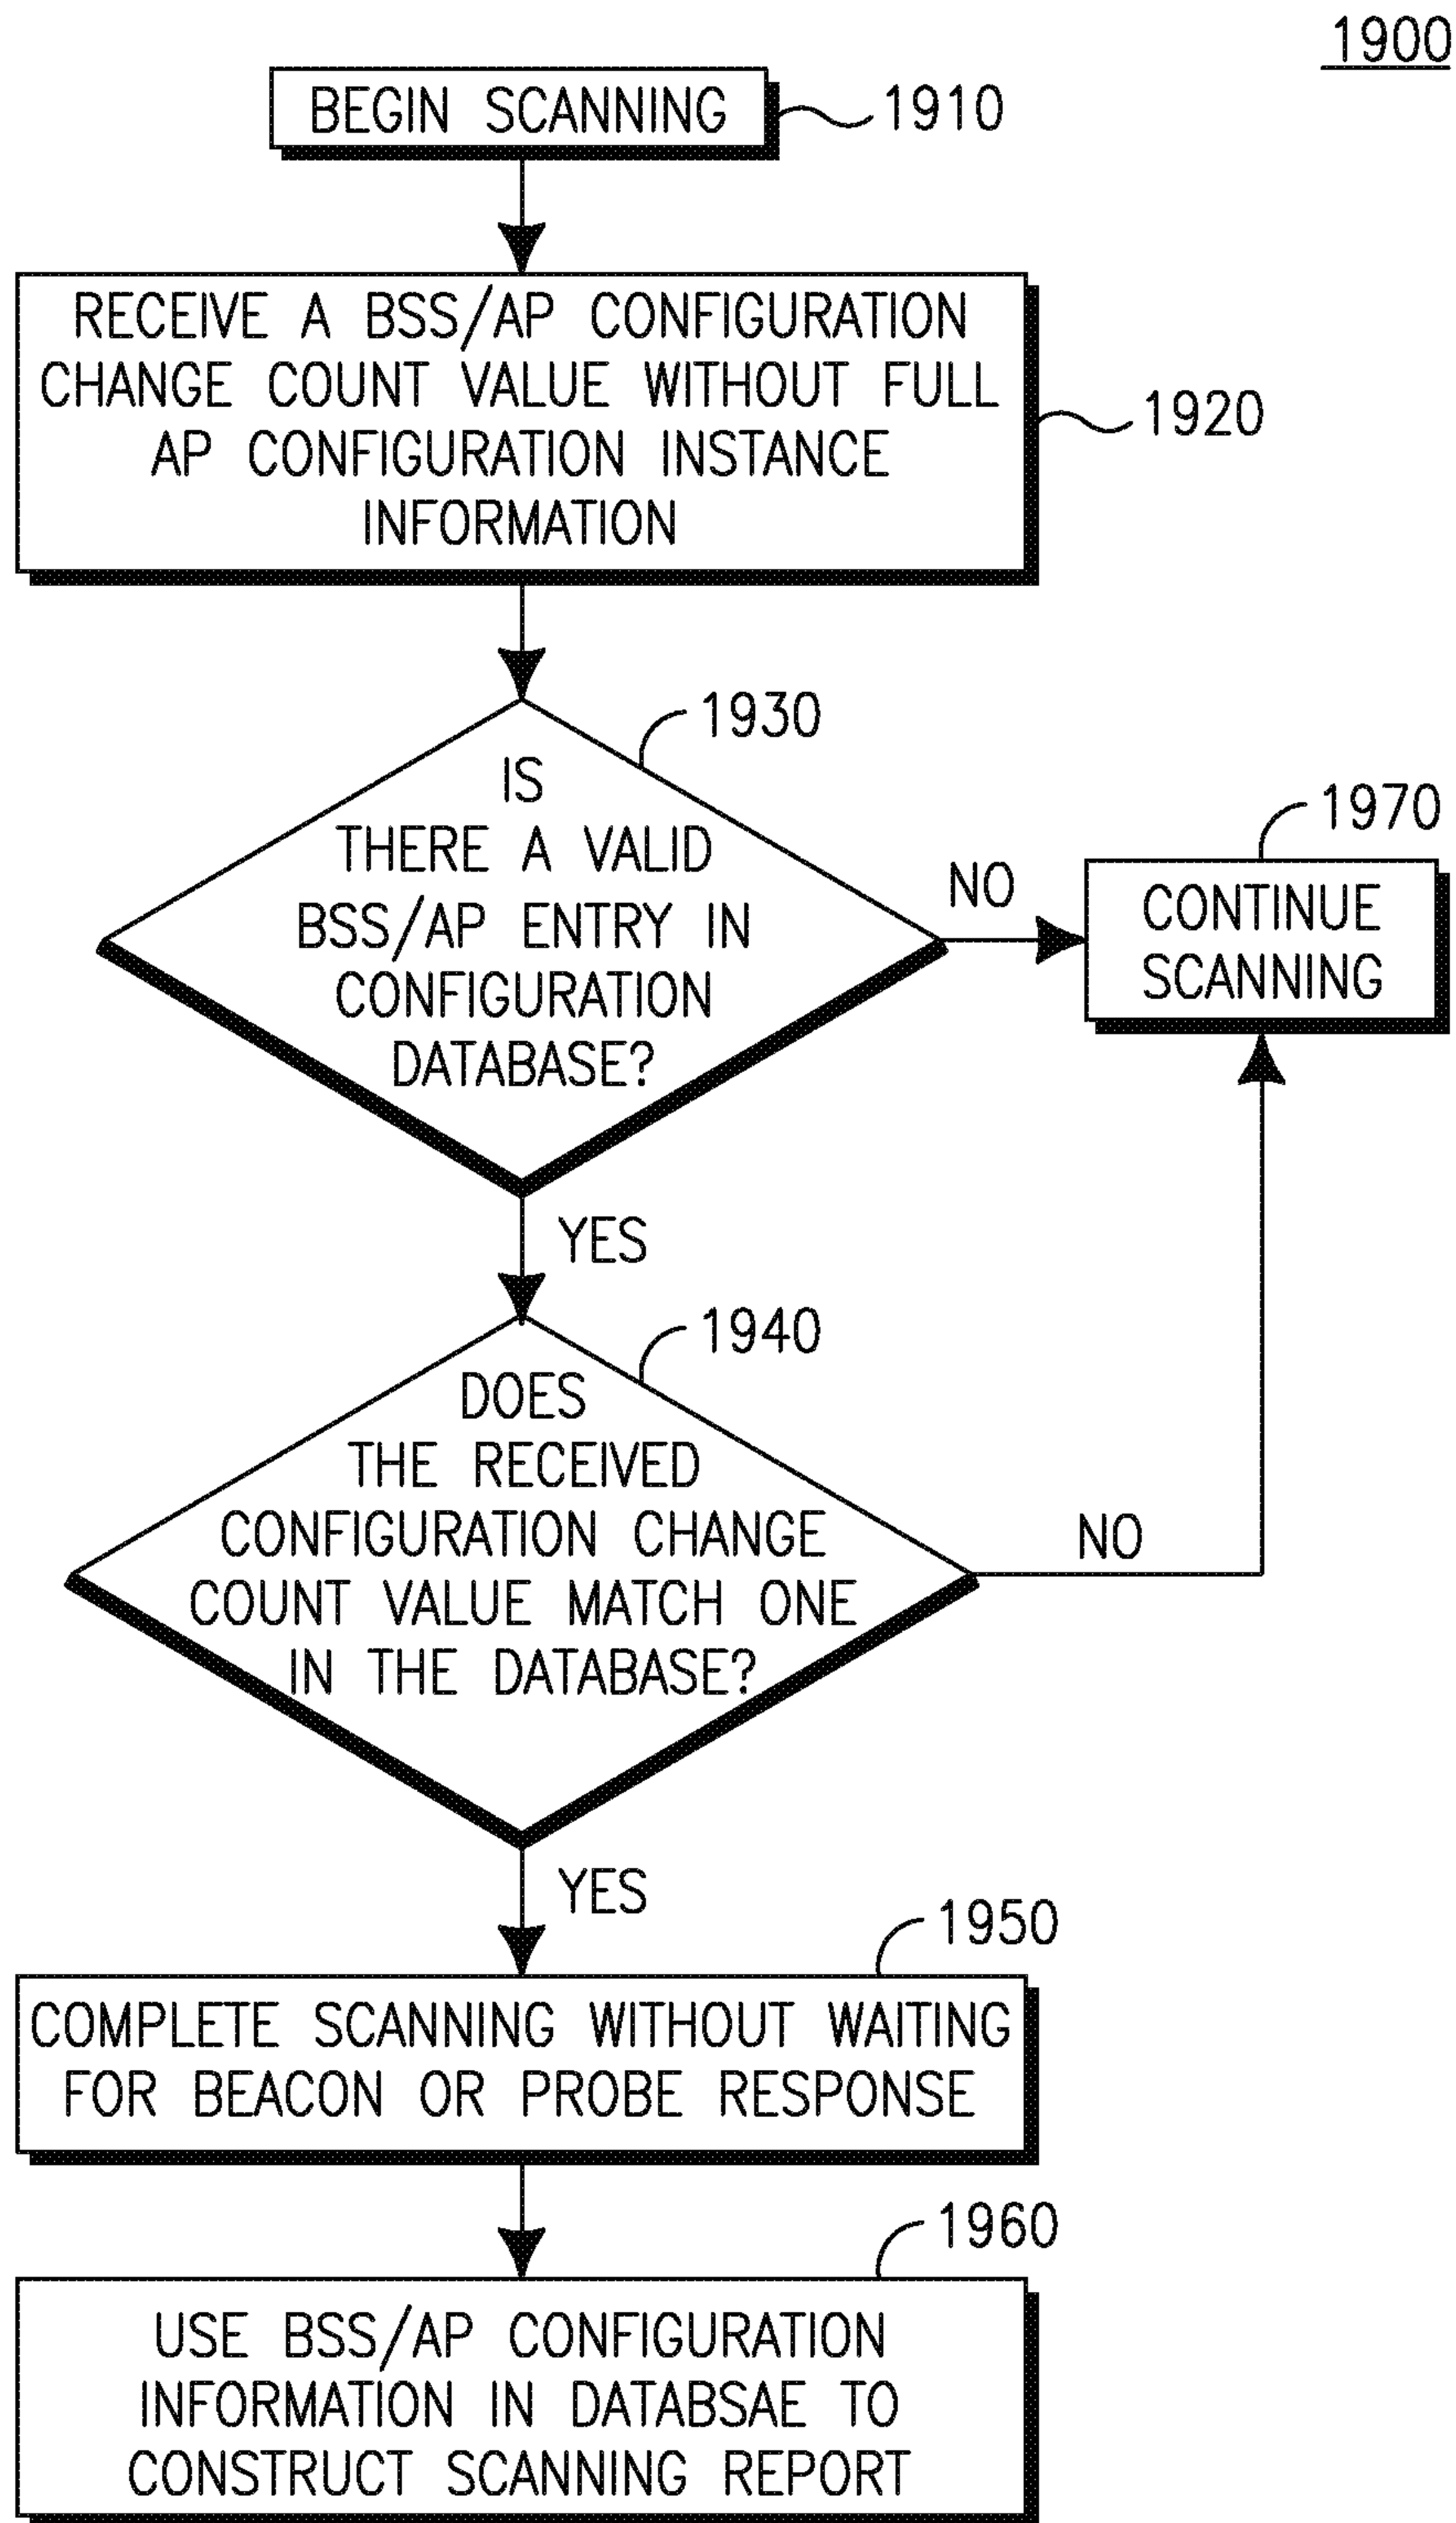 1900
BEGIN SCANNING
1910
RECEIVE A BSS/AP CONFIGURATION
CHANGE COUNT VALUE WITHOUT FULL
AP CONFIGURATION INSTANCE
INFORMATION
1920
1930
IS
THERE A VALID
BSS/AP ENTRY IN
CONFIGURATION
DATABASE?
NO
1970
CONTINUE
SCANNING
YES
1940
DOES
THE RECEIVED
CONFIGURATION CHANGE
COUNT VALUE MATCH ONE
IN THE DATABASE?
NO
YES
1950
COMPLETE SCANNING WITHOUT WAITING
FOR BEACON OR PROBE RESPONSE
1960
USE BSS/AP CONFIGURATION
INFORMATION IN DATABSAE TO
CONSTRUCT SCANNING REPORT